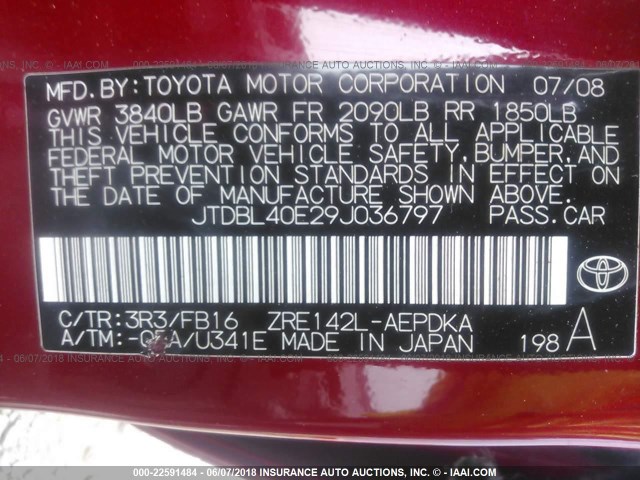 MFD. BY: TOYOTA MOTOR CORPORATION 07/08
GVWR 3840LB GAWR FR 2090LB RR 1850LB
THIS VEHICLE CONFORMS TO ALL APPLICABLE
FEDERAL MOTOR VEHICLE SAFETY, BUMPER, AND
THEFT PREVENTION STANDARDS IN EFFECT ON
THE DATE OF MANUFACTURE SHOWN ABOVE.
JTDBL40E29J036797 PASS. CAR
C/TR: 3R3/FB16 ZRE142L-AEPDKA
A/TM: /U341E MADE IN JAPAN 198 A
000-22591484 - 06/07/2018 INSURANCE AUTO AUCTIONS - © - IAAI.COM